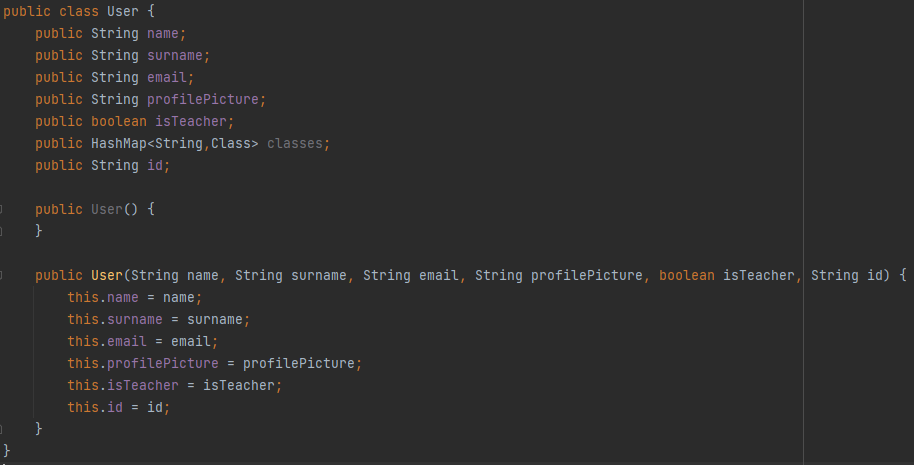 public class User {
    public String name;
    public String surname;
    public String email;
    public String profilePicture;
    public boolean isTeacher;
    public HashMap<String,Class> classes;
    public String id;

    public User() {
    }

    public User(String name, String surname, String email, String profilePicture, boolean isTeacher, String id) {
        this.name = name;
        this.surname = surname;
        this.email = email;
        this.profilePicture = profilePicture;
        this.isTeacher = isTeacher;
        this.id = id;
    }
}